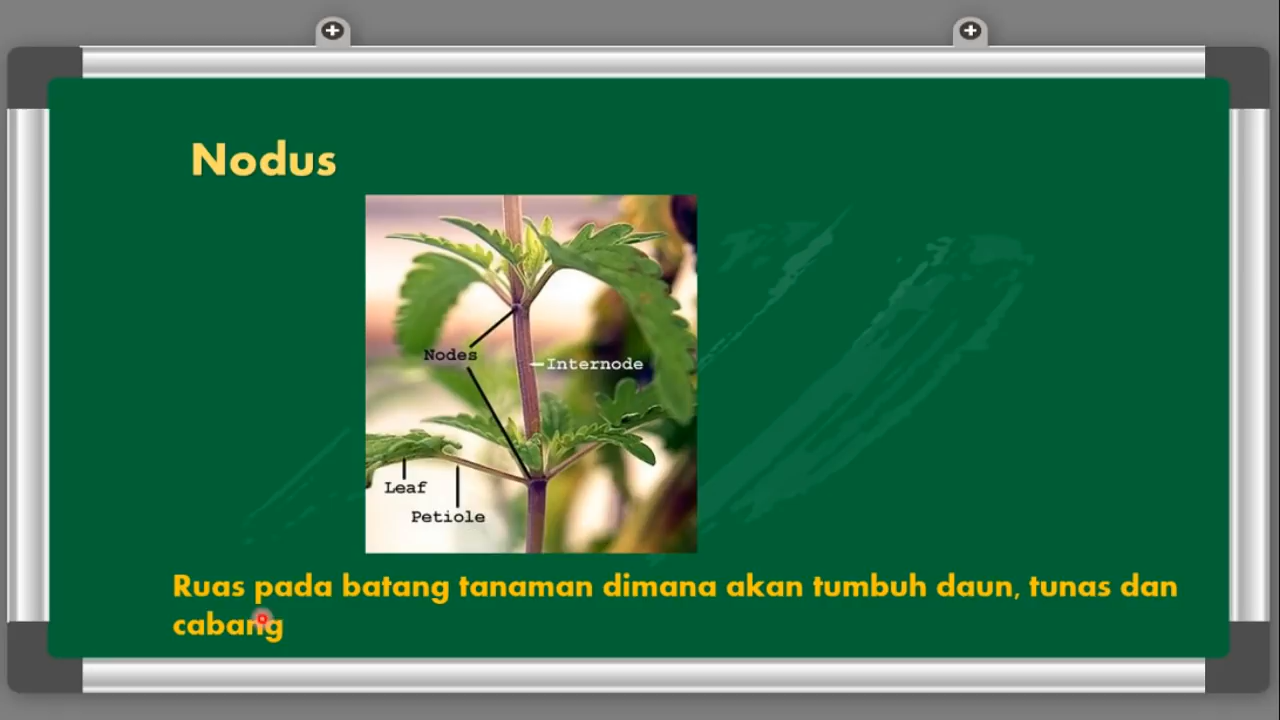 Nodus
Nodes
Internode
Leaf
Petiole
Ruas pada batang tanaman dimana akan tumbuh daun, tunas dan
cabang